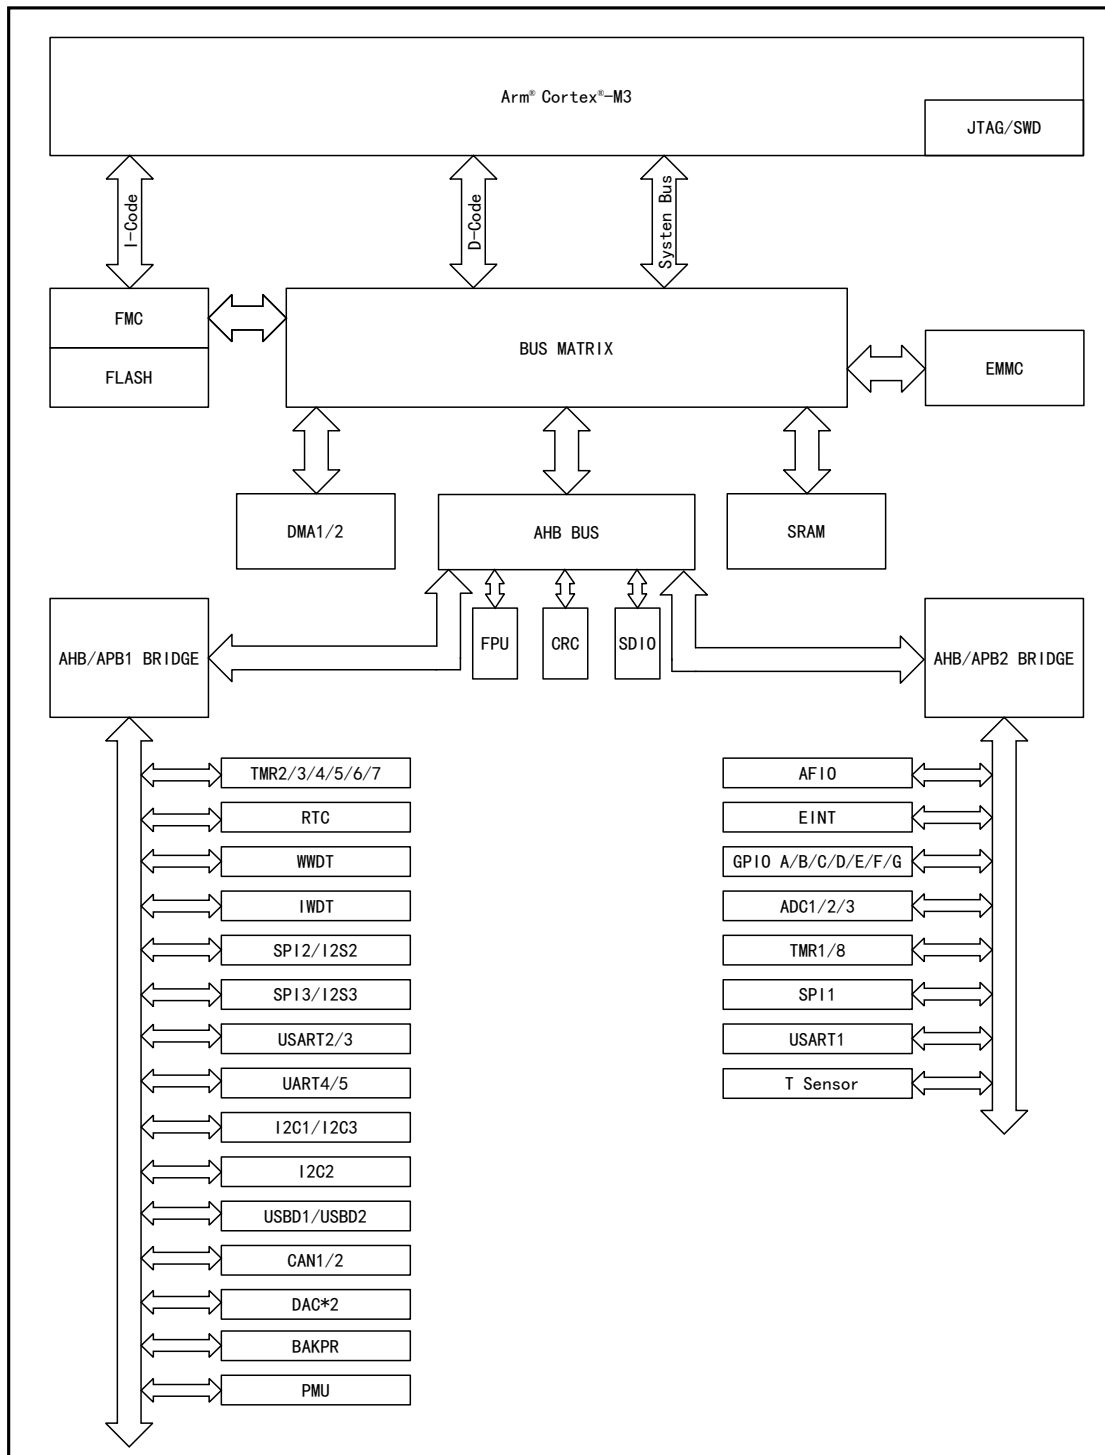 Arm® Cortex®-M3
JTAG/SWD
I-Code
D-Code
Systen Bus
FMC
FLASH
BUS MATRIX
EMMC
DMA1/2
AHB BUS
SRAM
FPU
CRC
SDIO
AHB/APB1 BRIDGE
AHB/APB2 BRIDGE
TMR2/3/4/5/6/7
RTC
WWDT
IWDT
SPI2/I2S2
SPI3/I2S3
USART2/3
UART4/5
I2C1/I2C3
I2C2
USBD1/USBD2
CAN1/2
DAC*2
BAKPR
PMU
AFIO
EINT
GPIO A/B/C/D/E/F/G
ADC1/2/3
TMR1/8
SPI1
USART1
T Sensor